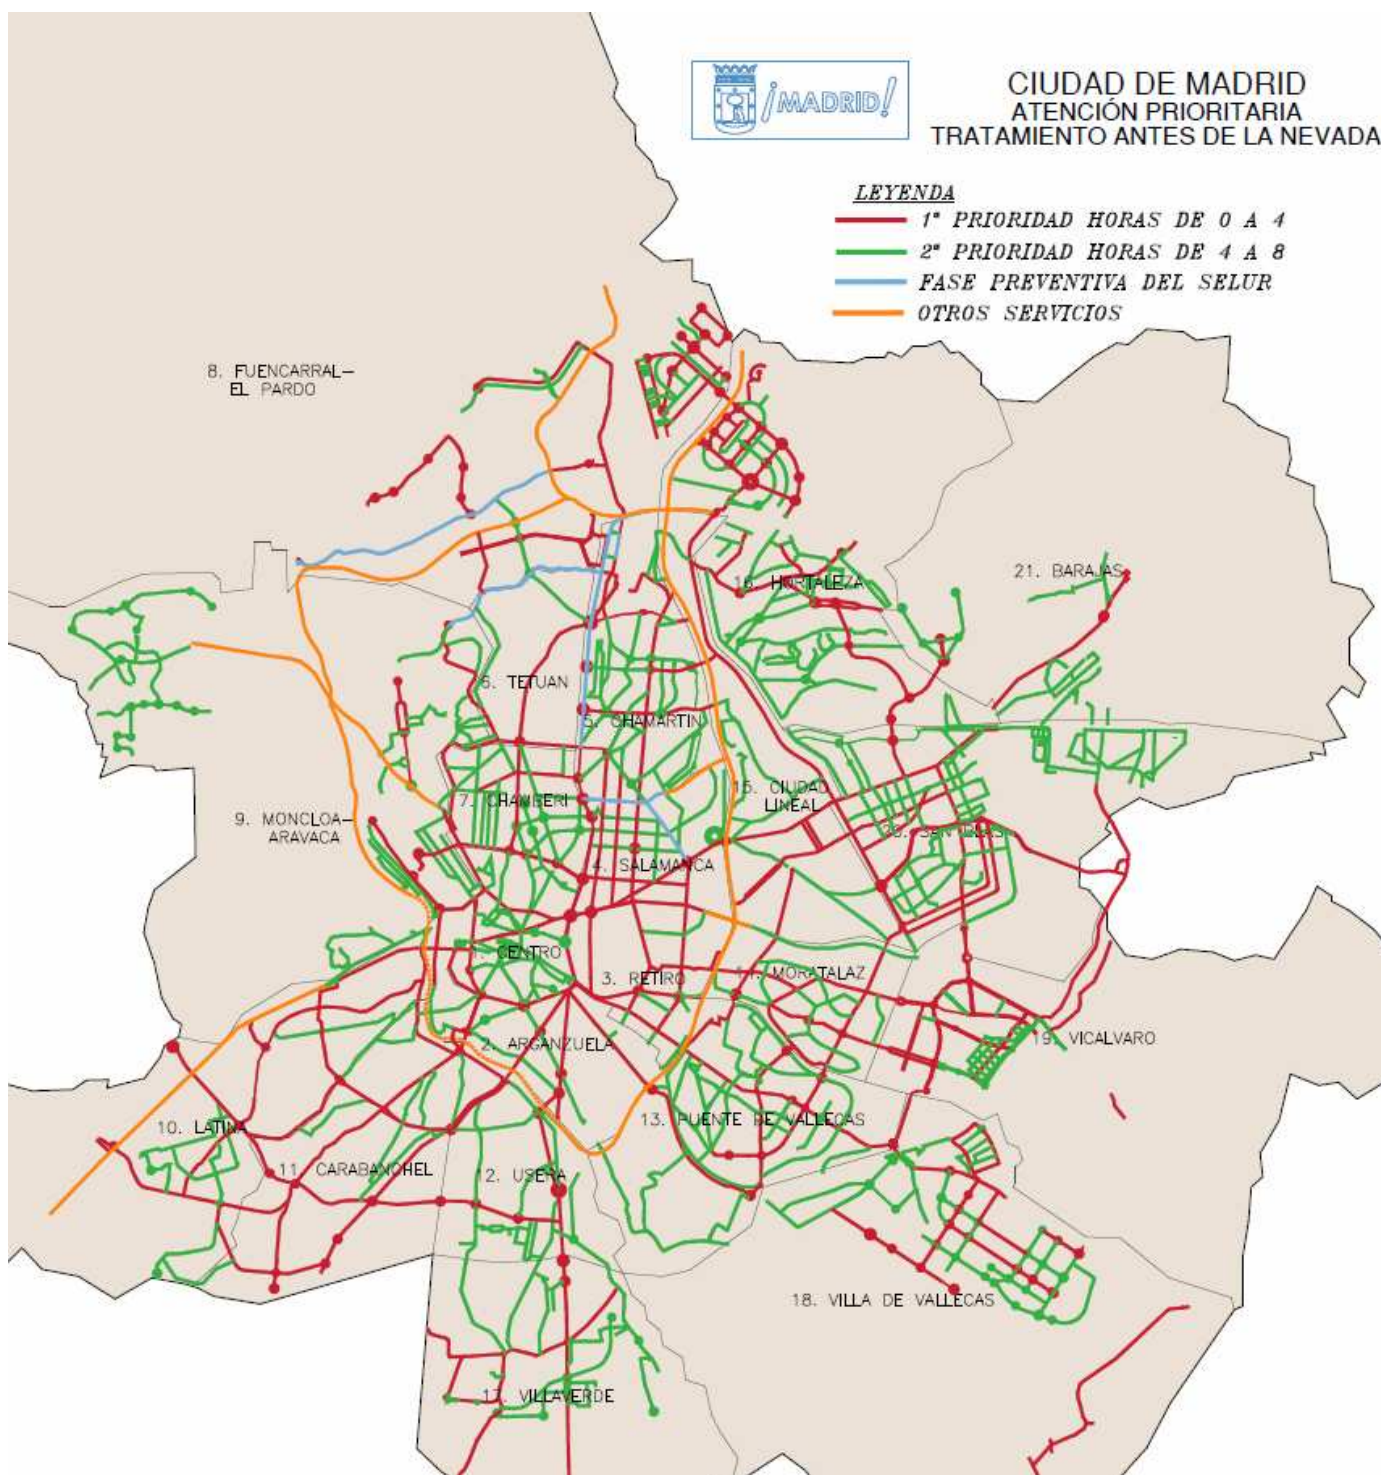 ¡MADRID!
CIUDAD DE MADRID
ATENCIÓN PRIORITARIA
TRATAMIENTO ANTES DE LA NEVADA
LEYENDA
1ª PRIORIDAD HORAS DE 0 A 4
2ª PRIORIDAD HORAS DE 4 A 8
FASE PREVENTIVA DEL SELUR
OTROS SERVICIOS
8. FUENCARRAL-
EL PARDO
21. BARAJAS
16. HORTALEZA
6. TETUAN
5. CHAMARTIN
15. CIUDAD
LINEAL
7. CHAMBERI
9. MONCLOA-
ARAVACA
20. SAN BLAS
4. SALAMANCA
1. CENTRO
3. RETIRO
14. MORATALAZ
19. VICALVARO
2. ARGANZUELA
13. PUENTE DE VALLECAS
10. LATINA
11. CARABANCHEL
12. USERA
18. VILLA DE VALLECAS
17. VILLAVERDE